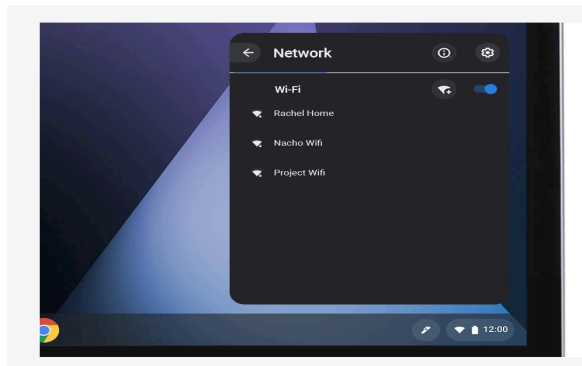 Network
Wi-Fi
Rachel Home
Nacho Wifi
Project Wifi
12:00